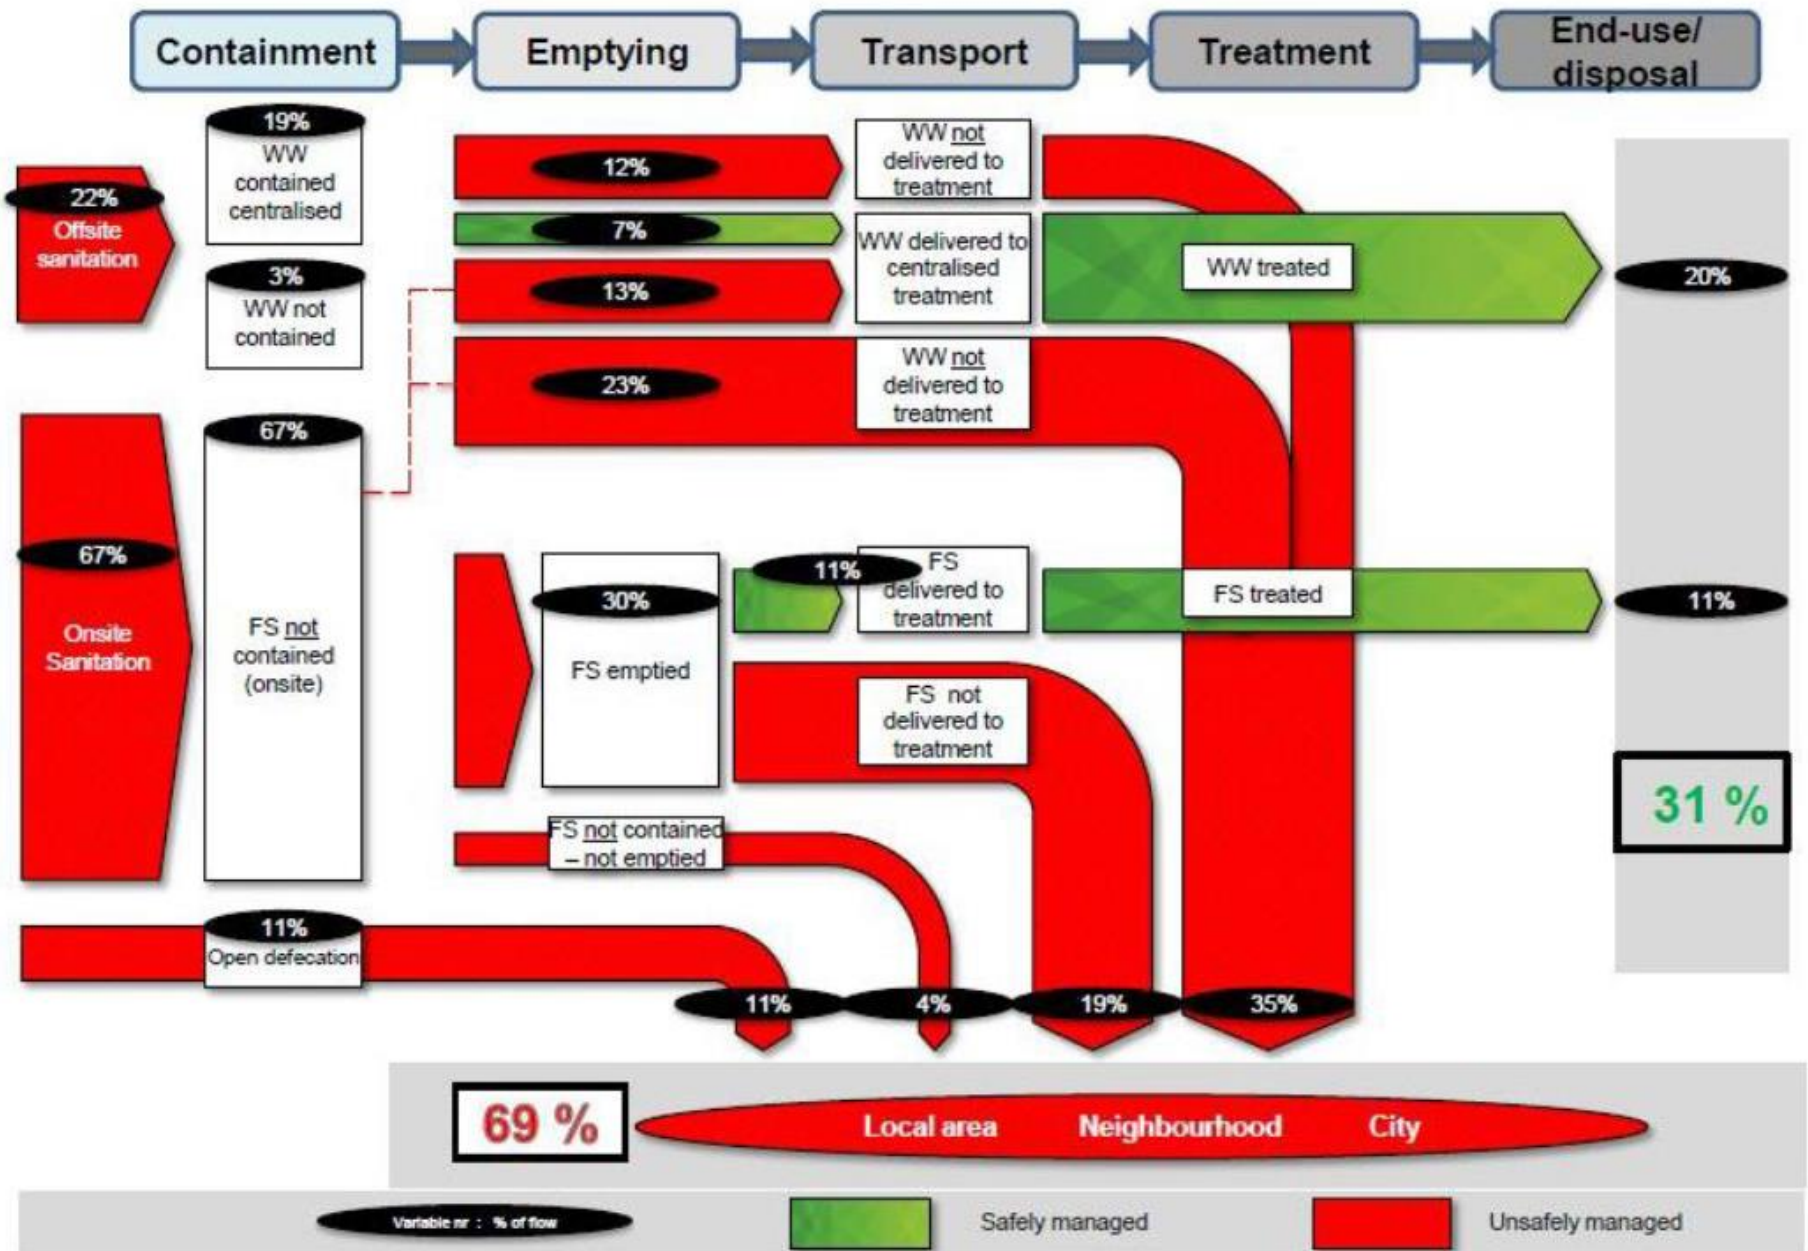 Containment
Emptying
Transport
Treatment
End-use/
disposal
19%
WW
contained
centralised
22%
Offsite
sanitation
3%
WW not
contained
12%
WW not
delivered to
treatment
7%
WW delivered to
centralised
treatment
13%
WW treated
20%
23%
WW not
delivered to
treatment
67%
Onsite
Sanitation
67%
FS not
contained
(onsite)
30%
FS emptied
11%
FS
delivered to
treatment
FS treated
11%
FS not
delivered to
treatment
31 %
FS not contained
– not emptied
11%
Open defecation
11%
4%
19%
35%
69 %
Local area
Neighbourhood
City
Variable nr : % of flow
Safely managed
Unsafely managed